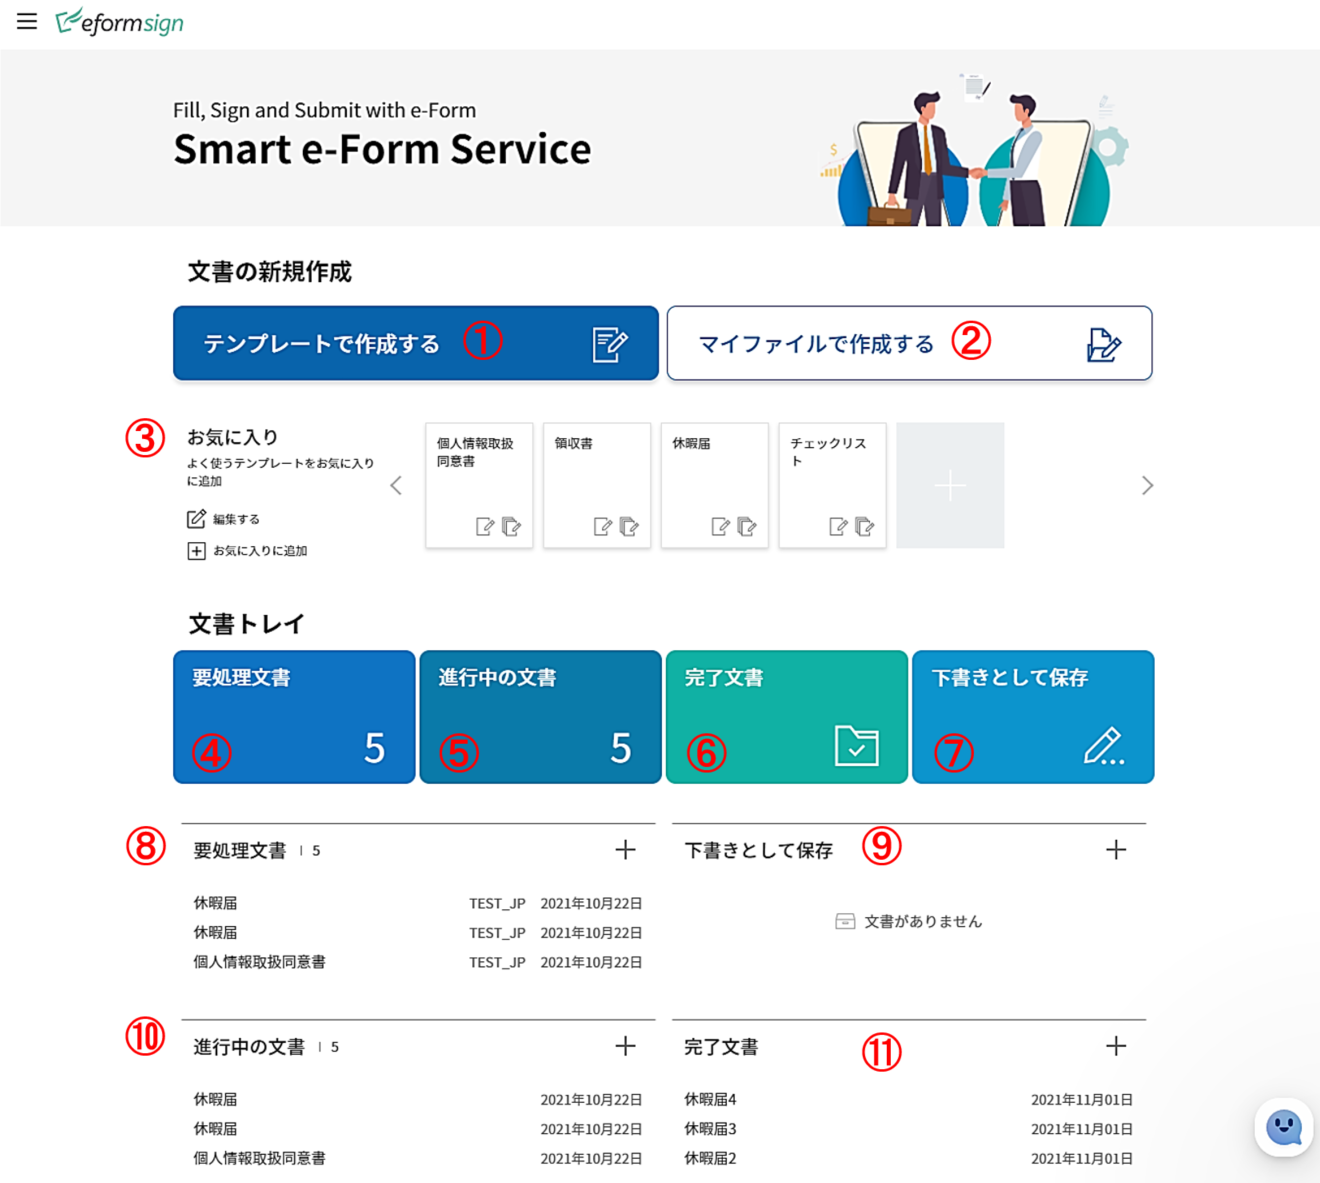 eformsign
Fill, Sign and Submit with e-Form
Smart e-Form Service
文書の新規作成
テンプレートで作成する ①
マイファイルで作成する ②
③ お気に入り
よく使うテンプレートをお気に入り
に追加
編集する
お気に入りに追加
個人情報取扱
同意書
領収書
休暇届
チェックリス
ト
文書トレイ
要処理文書
④ 5
進行中の文書
⑤ 5
完了文書
⑥
下書きとして保存
⑦
⑧ 要処理文書 | 5
休暇届 TEST_JP 2021年10月22日
休暇届 TEST_JP 2021年10月22日
個人情報取扱同意書 TEST_JP 2021年10月22日
下書きとして保存 ⑨
文書がありません
⑩ 進行中の文書 | 5
休暇届 2021年10月22日
休暇届 2021年10月22日
個人情報取扱同意書 2021年10月22日
完了文書 ⑪
休暇届4 2021年11月01日
休暇届3 2021年11月01日
休暇届2 2021年11月01日